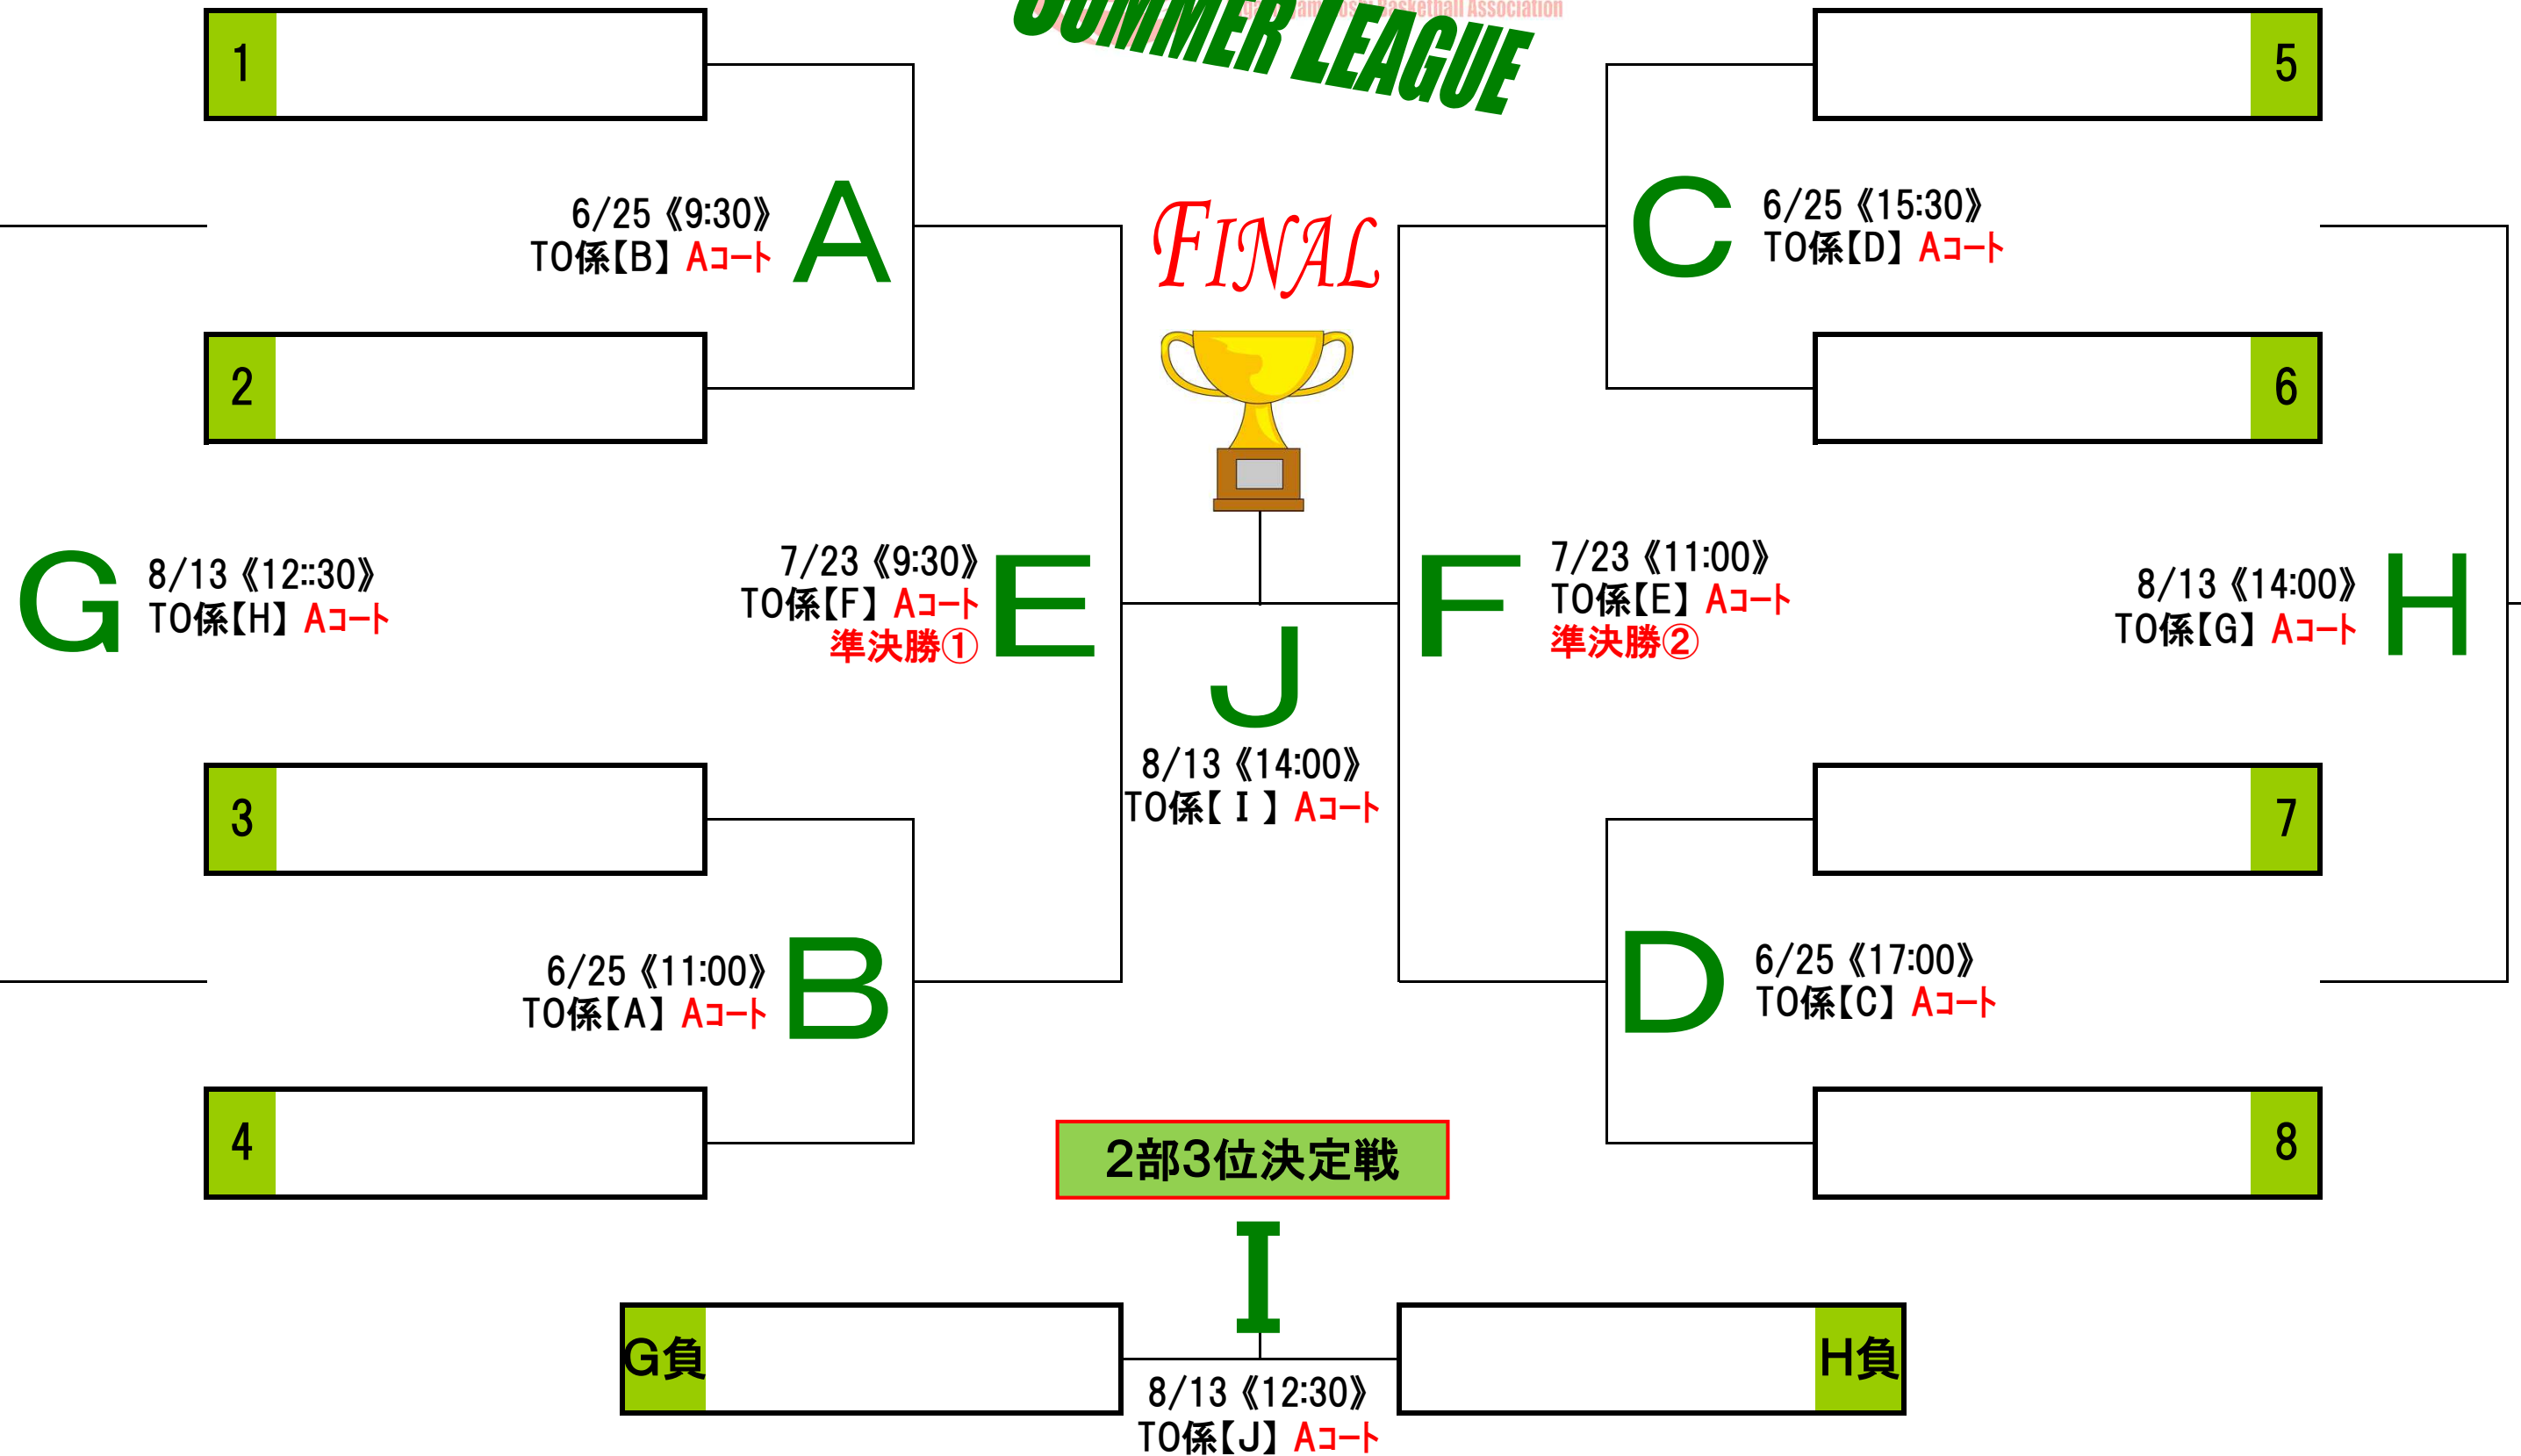 Basketball Association
SUMMER LEAGUE
1
5
A
6/25《9:30》
TO係【B】 Aコート
FINAL
C
6/25《15:30》
TO係【D】 Aコート
2
6
G
8/13《12::30》
TO係【H】 Aコート
7/23《9:30》
TO係【F】 Aコート
準決勝①
E
F
7/23《11:00》
TO係【E】 Aコート
準決勝②
8/13《14:00》
TO係【G】 Aコート
H
J
8/13《14:00》
TO係【I】 Aコート
3
7
6/25《11:00》
TO係【A】 Aコート
B
D
6/25《17:00》
TO係【C】 Aコート
4
8
2部3位決定戦
I
G負
H負
8/13《12:30》
TO係【J】 Aコート